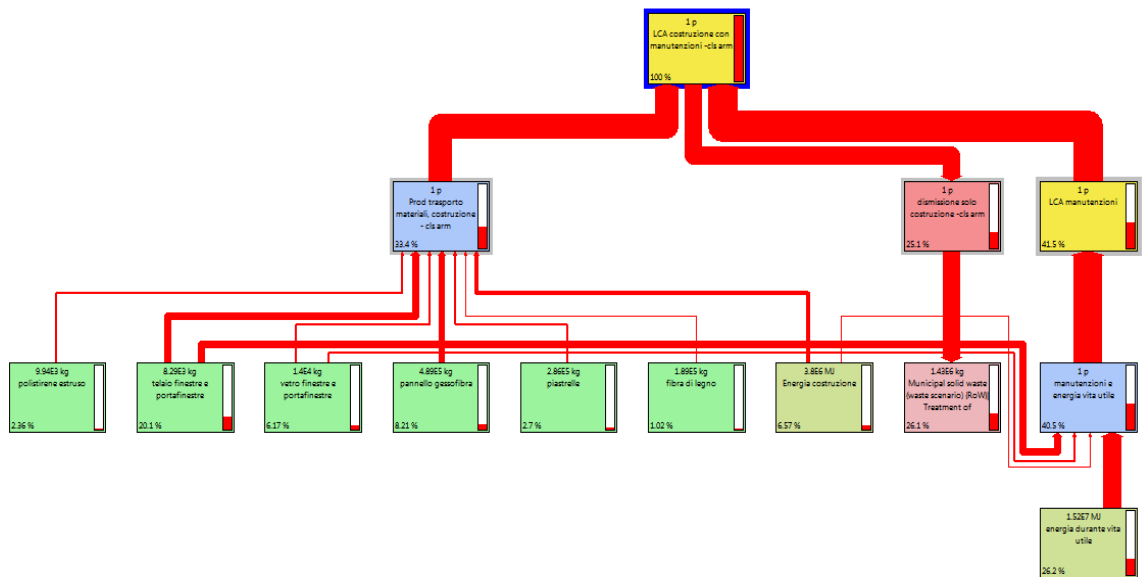 1 p
LCA costruzione con
manutenzioni -cls arm
100 %
1 p
Prod trasporto
materiali, costruzione
- cls arm
33.4 %
1 p
dismissione solo
costruzione -cls arm
25.1 %
1 p
LCA manutenzioni
41.5 %
9.94E3 kg
polistirene estruso
2.36 %
8.29E3 kg
telaio finestre e
portafinestre
20.1 %
1.4E4 kg
vetro finestre e
portafinestre
6.17 %
4.89E5 kg
pannello gessofibra
8.21 %
2.86E5 kg
piastrelle
2.7 %
1.89E5 kg
fibra di legno
1.02 %
3.8E6 MJ
Energia costruzione
6.57 %
1.43E6 kg
Municipal solid waste
(waste scenario) {RoW}|
Treatment of
26.1 %
1 p
manutenzioni e
energia vita utile
40.5 %
1.52E7 MJ
energia durante vita
utile
26.2 %